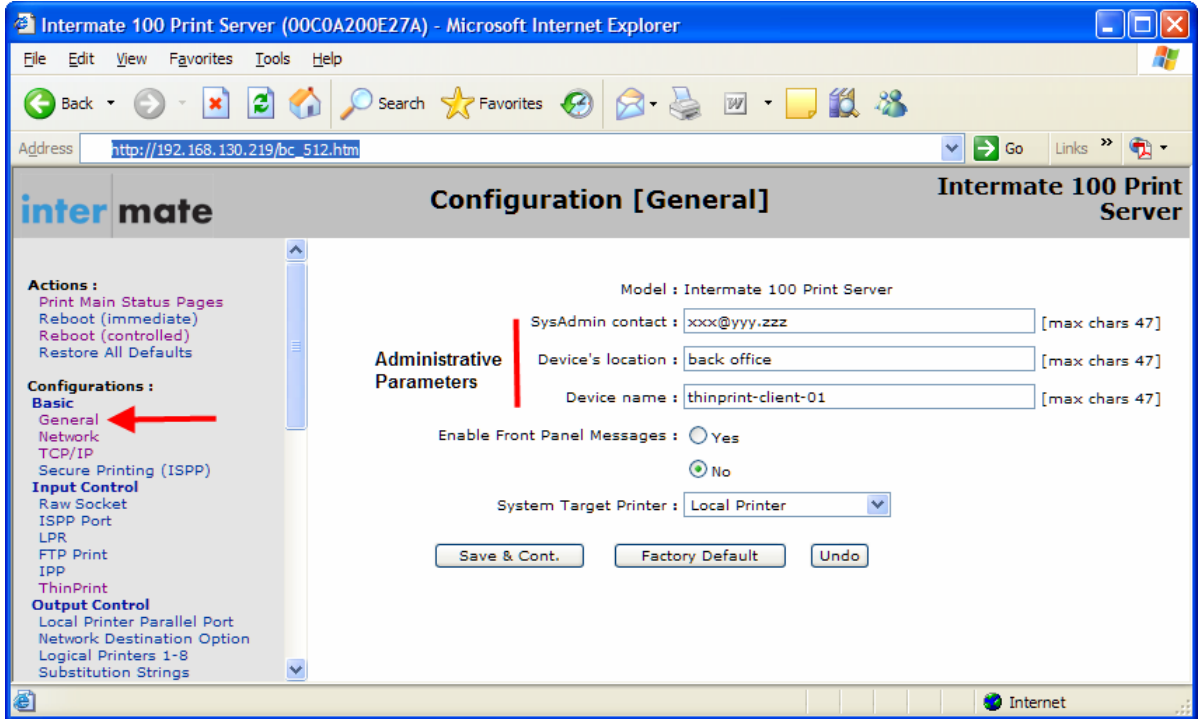 Intermate 100 Print Server (00C0A200E27A) - Microsoft Internet Explorer
File Edit View Favorites Tools Help
Back Search Favorites
Address http://192.168.130.219/bc_512.htm Go Links »
inter mate
Configuration [General]
Intermate 100 Print
Server
Actions :
Print Main Status Pages
Reboot (immediate)
Reboot (controlled)
Restore All Defaults
Configurations :
Basic
General
Network
TCP/IP
Secure Printing (ISPP)
Input Control
Raw Socket
ISPP Port
LPR
FTP Print
IPP
ThinPrint
Output Control
Local Printer Parallel Port
Network Destination Option
Logical Printers 1-8
Substitution Strings
Model : Intermate 100 Print Server
Administrative
Parameters
SysAdmin contact : xxx@yyy.zzz [max chars 47]
Device's location : back office [max chars 47]
Device name : thinprint-client-01 [max chars 47]
Enable Front Panel Messages : Yes
No
System Target Printer : Local Printer
Save & Cont. Factory Default Undo
Internet